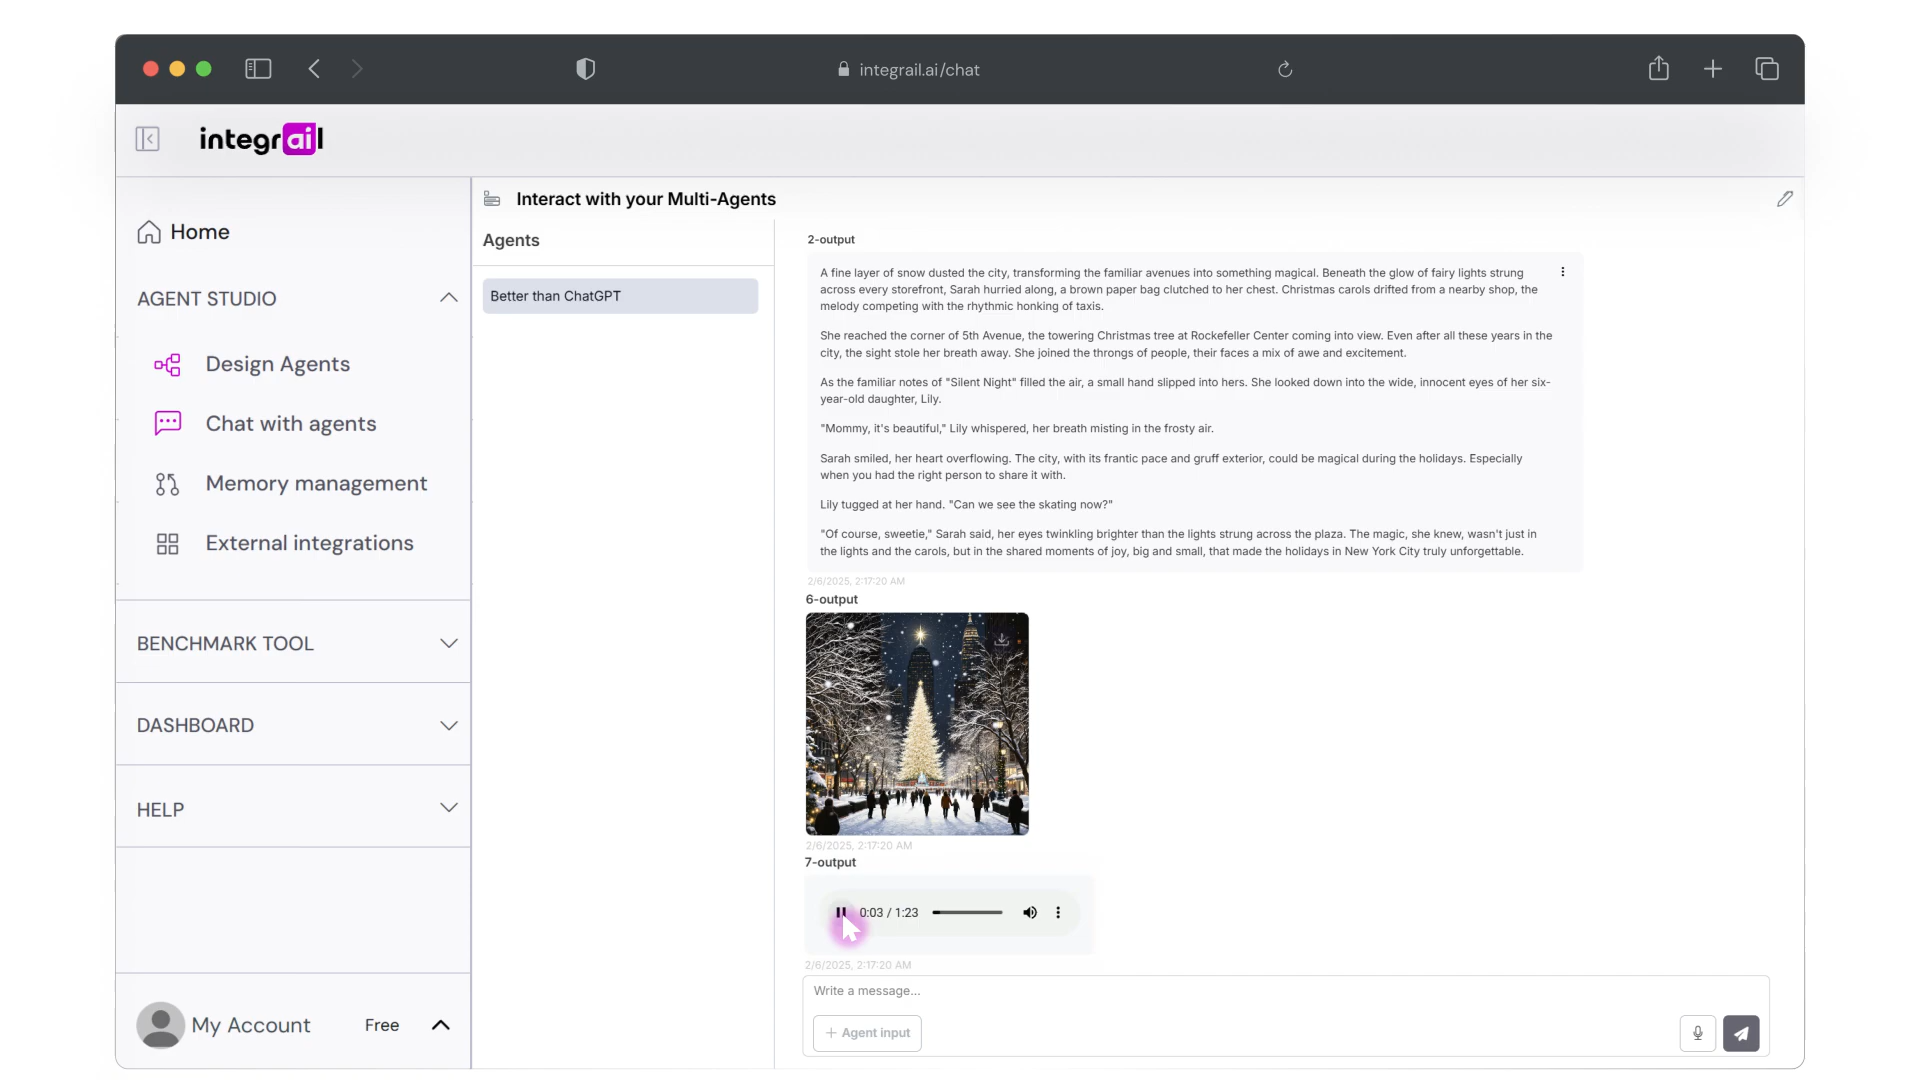 integrail.ai/chat
integrail
Home
AGENT STUDIO
Design Agents
Chat with agents
Memory management
External integrations
BENCHMARK TOOL
DASHBOARD
HELP
My Account Free
Interact with your Multi-Agents
Agents
Better than ChatGPT
2-output
A fine layer of snow dusted the city, transforming the familiar avenues into something magical. Beneath the glow of fairy lights strung
across every storefront, Sarah hurried along, a brown paper bag clutched to her chest. Christmas carols drifted from a nearby shop, the
melody competing with the rhythmic honking of taxis.
She reached the corner of 5th Avenue, the towering Christmas tree at Rockefeller Center coming into view. Even after all these years in the
city, the sight stole her breath away. She joined the throngs of people, their faces a mix of awe and excitement.
As the familiar notes of "Silent Night" filled the air, a small hand slipped into hers. She looked down into the wide, innocent eyes of her six-
year-old daughter, Lily.
"Mommy, it's beautiful," Lily whispered, her breath misting in the frosty air.
Sarah smiled, her heart overflowing. The city, with its frantic pace and gruff exterior, could be magical during the holidays. Especially
when you had the right person to share it with.
Lily tugged at her hand. "Can we see the skating now?"
"Of course, sweetie," Sarah said, her eyes twinkling brighter than the lights strung across the plaza. The magic, she knew, wasn't just in
the lights and the carols, but in the shared moments of joy, big and small, that made the holidays in New York City truly unforgettable.
2/6/2025, 2:17:20 AM
6-output
2/6/2025, 2:17:20 AM
7-output
0:03 / 1:23
2/6/2025, 2:17:20 AM
Write a message...
+ Agent input